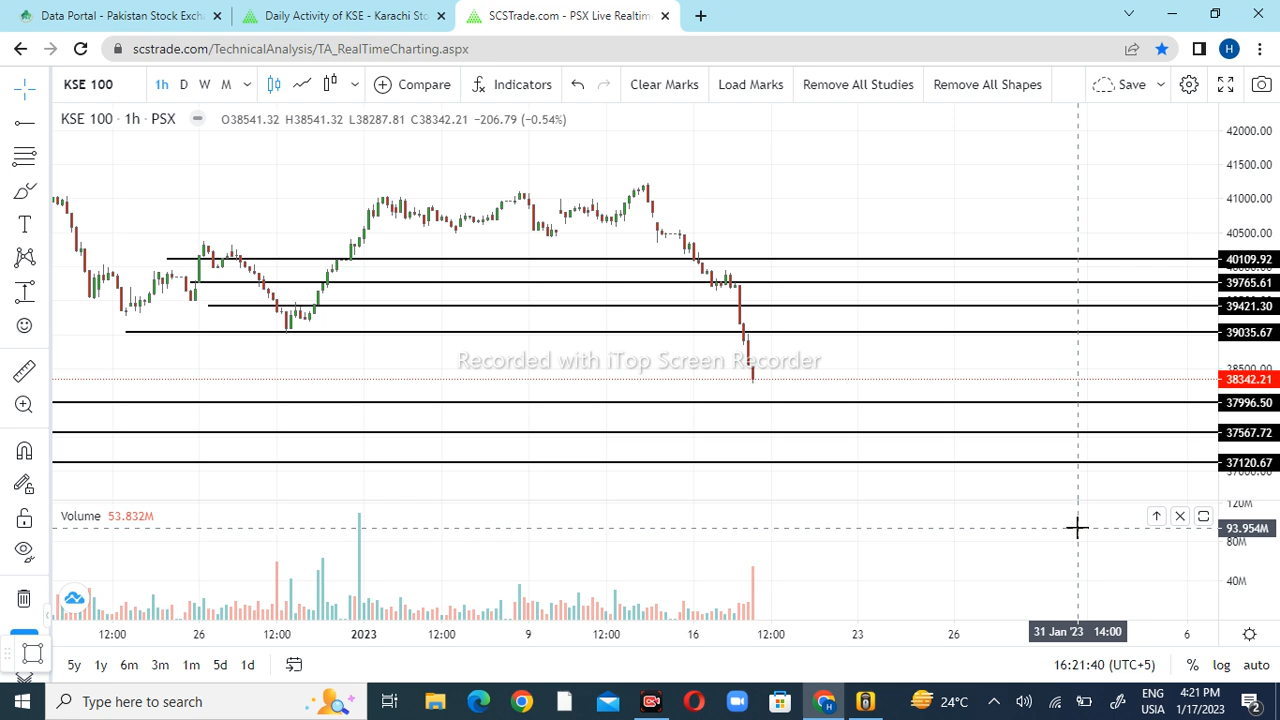 Data Portal - Pakistan Stock Exch
Daily Activity of KSE - Karachi Sto
SCSTrade.com - PSX Live Realtim
scstrade.com/TechnicalAnalysis/TA_RealTimeCharting.aspx
H
KSE 100
1h D W M
Compare
Indicators
Clear Marks
Load Marks
Remove All Studies
Remove All Shapes
Save
KSE 100 · 1h · PSX
O38541.32 H38541.32 L38287.81 C38342.21 −206.79 (−0.54%)
42000.00
41500.00
41000.00
40500.00
40109.92
39765.61
39421.30
39035.67
Recorded with iTop Screen Recorder
38500.00
38342.21
37996.50
37567.72
37120.67
37000.00
Volume 53.832M
120M
93.954M
80M
40M
12:00 26 12:00 2023 12:00 9 12:00 16 12:00 23 26 31 Jan '23 14:00 6
5y 1y 6m 3m 1m 5d 1d
16:21:40 (UTC+5)
% log auto
Type here to search
24°C
ENG
USIA
4:21 PM
1/17/2023
2